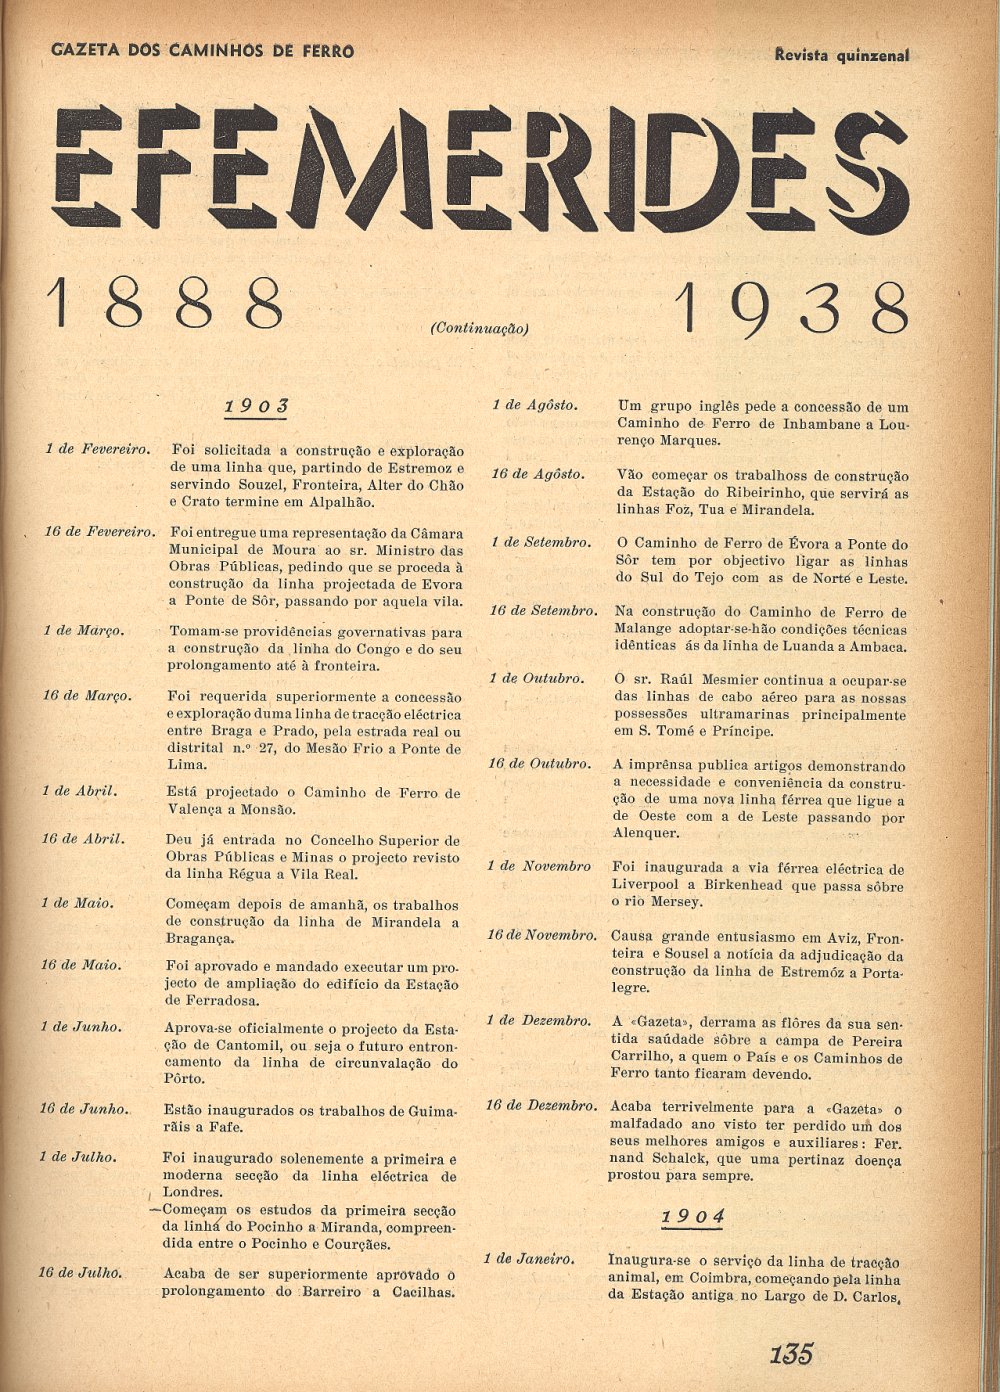 GAZETA DOS CAMINHOS DE FERRO
Revista quinzenal
EFEMERIDES
1888
(Continuação)
1938
1903
1 de Fevereiro. Foi solicitada a construção e exploração
de uma linha que, partindo de Estremoz e
servindo Souzel, Fronteira, Alter do Chão
e Crato termine em Alpalhão.
16 de Fevereiro. Foi entregue uma representação da Câmara
Municipal de Moura ao sr. Ministro das
Obras Públicas, pedindo que se proceda à
construção da linha projectada de Evora
a Ponte de Sôr, passando por aquela vila.
1 de Março. Tomam-se providências governativas para
a construção da linha do Congo e do seu
prolongamento até à fronteira.
16 de Março. Foi requerida superiormente a concessão
e exploração duma linha de tracção eléctrica
entre Braga e Prado, pela estrada real ou
distrital n.º 27, do Mesão Frio a Ponte de
Lima.
1 de Abril. Está projectado o Caminho de Ferro de
Valença a Monsão.
16 de Abril. Deu já entrada no Concelho Superior de
Obras Públicas e Minas o projecto revisto
da linha Régua a Vila Real.
1 de Maio. Começam depois de amanhã, os trabalhos
de construção da linha de Mirandela a
Bragança.
16 de Maio. Foi aprovado e mandado executar um pro-
jecto de ampliação do edifício da Estação
de Ferradosa.
1 de Junho. Aprova-se oficialmente o projecto da Esta-
ção de Cantomil, ou seja o futuro entron-
camento da linha de circunvalação do
Pôrto.
16 de Junho. Estão inaugurados os trabalhos de Guima-
rãis a Fafe.
1 de Julho. Foi inaugurado solenemente a primeira e
moderna secção da linha eléctrica de
Londres.
—Começam os estudos da primeira secção
da linha do Pocinho a Miranda, compreen-
dida entre o Pocinho e Courçães.
16 de Julho. Acaba de ser superiormente aprovado o
prolongamento do Barreiro a Cacilhas.
1 de Agôsto. Um grupo inglês pede a concessão de um
Caminho de Ferro de Inhambane a Lou-
renço Marques.
16 de Agôsto. Vão começar os trabalhoss de construção
da Estação do Ribeirinho, que servirá as
linhas Foz, Tua e Mirandela.
1 de Setembro. O Caminho de Ferro de Évora a Ponte do
Sôr tem por objectivo ligar as linhas
do Sul do Tejo com as de Norte e Leste.
16 de Setembro. Na construção do Caminho de Ferro de
Malange adoptar-se-hão condições técnicas
idênticas ás da linha de Luanda a Ambaca.
1 de Outubro. O sr. Raúl Mesmier continua a ocupar-se
das linhas de cabo aéreo para as nossas
possessões ultramarinas principalmente
em S. Tomé e Príncipe.
16 de Outubro. A imprênsa publica artigos demonstrando
a necessidade e conveniência da constru-
ção de uma nova linha férrea que ligue a
de Oeste com a de Leste passando por
Alenquer.
1 de Novembro Foi inaugurada a via férrea eléctrica de
Liverpool a Birkenhead que passa sôbre
o rio Mersey.
16 de Novembro. Causa grande entusiasmo em Aviz, Fron-
teira e Sousel a notícia da adjudicação da
construção da linha de Estremóz a Porta-
legre.
1 de Dezembro. A «Gazeta», derrama as flôres da sua sen-
tida saúdade sôbre a campa de Pereira
Carrilho, a quem o País e os Caminhos de
Ferro tanto ficaram devendo.
16 de Dezembro. Acaba terrivelmente para a «Gazeta» o
malfadado ano visto ter perdido um dos
seus melhores amigos e auxiliares: Fer.
nand Schalck, que uma pertinaz doença
prostou para sempre.
1904
1 de Janeiro. Inaugura-se o serviço da linha de tracção
animal, em Coimbra, começando pela linha
da Estação antiga no Largo de D. Carlos,
135